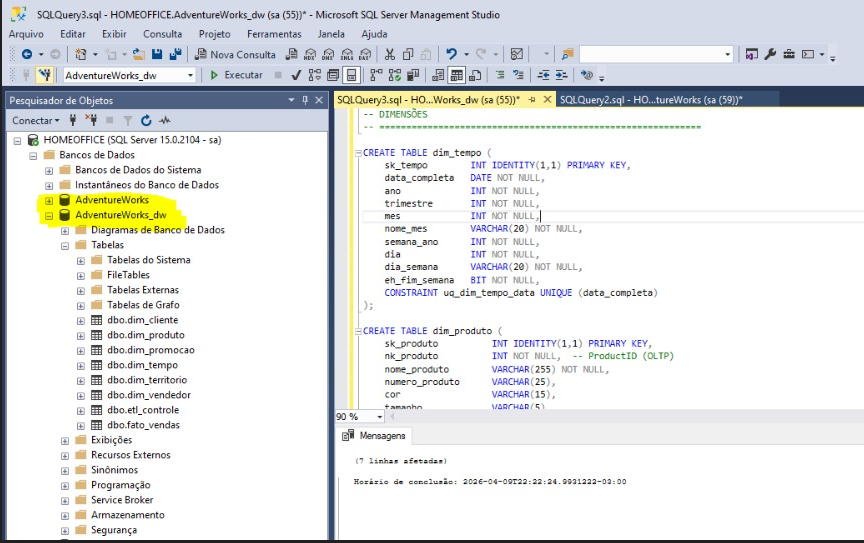 SQLQuery3.sql - HOMEOFFICE.AdventureWorks_dw (sa (55))* - Microsoft SQL Server Management Studio
Arquivo Editar Exibir Consulta Projeto Ferramentas Janela Ajuda
Nova Consulta
AdventureWorks_dw Executar
Pesquisador de Objetos
Conectar
HOMEOFFICE (SQL Server 15.0.2104 - sa)
Bancos de Dados
Bancos de Dados do Sistema
Instantâneos do Banco de Dados
AdventureWorks
AdventureWorks_dw
Diagramas de Banco de Dados
Tabelas
Tabelas do Sistema
FileTables
Tabelas Externas
Tabelas de Grafo
dbo.dim_cliente
dbo.dim_produto
dbo.dim_promocao
dbo.dim_tempo
dbo.dim_territorio
dbo.dim_vendedor
dbo.etl_controle
dbo.fato_vendas
Exibições
Recursos Externos
Sinônimos
Programação
Service Broker
Armazenamento
Segurança
SQLQuery3.sql - HO...Works_dw (sa (55))* SQLQuery2.sql - HO...tureWorks (sa (59))*
-- DIMENSÕES
-- ============================================================
CREATE TABLE dim_tempo (
sk_tempo INT IDENTITY(1,1) PRIMARY KEY,
data_completa DATE NOT NULL,
ano INT NOT NULL,
trimestre INT NOT NULL,
mes INT NOT NULL,
nome_mes VARCHAR(20) NOT NULL,
semana_ano INT NOT NULL,
dia INT NOT NULL,
dia_semana VARCHAR(20) NOT NULL,
eh_fim_semana BIT NOT NULL,
CONSTRAINT uq_dim_tempo_data UNIQUE (data_completa)
);
CREATE TABLE dim_produto (
sk_produto INT IDENTITY(1,1) PRIMARY KEY,
nk_produto INT NOT NULL, -- ProductID (OLTP)
nome_produto VARCHAR(255) NOT NULL,
numero_produto VARCHAR(25),
cor VARCHAR(15),
tamanho VARCHAR(5)
90 %
Mensagens
(7 linhas afetadas)
Horário de conclusão: 2026-04-09T22:22:24.9931222-03:00